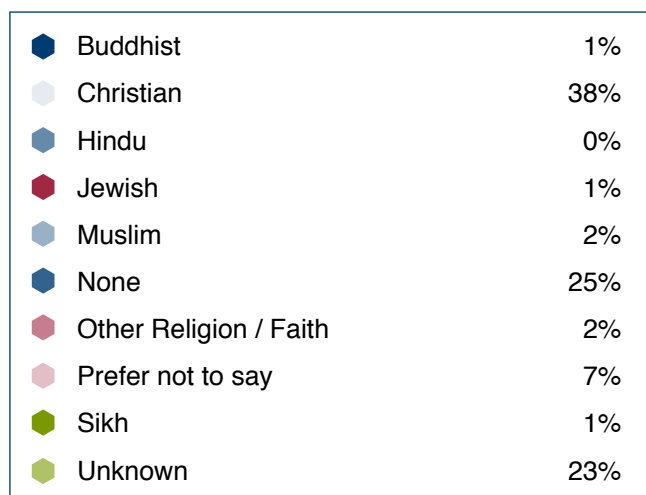 Buddhist 1%
Christian 38%
Hindu 0%
Jewish 1%
Muslim 2%
None 25%
Other Religion / Faith 2%
Prefer not to say 7%
Sikh 1%
Unknown 23%